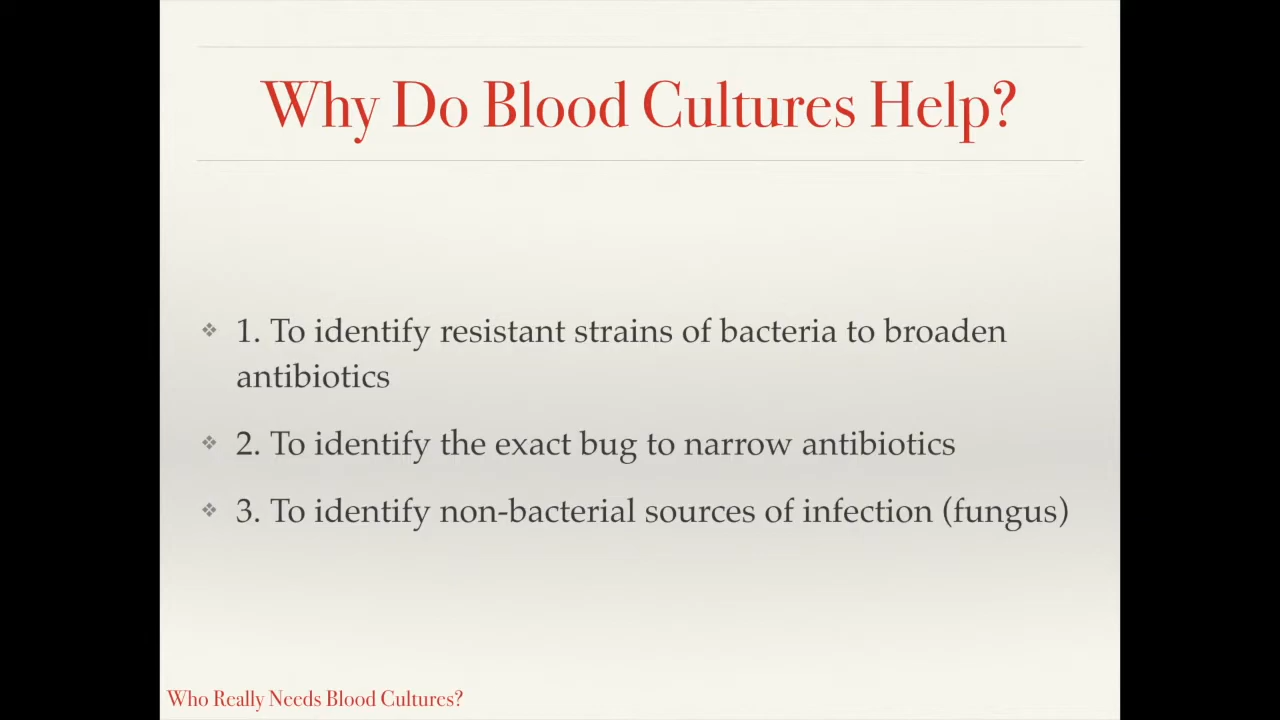 Why Do Blood Cultures Help?
❖ 1. To identify resistant strains of bacteria to broaden
antibiotics
❖ 2. To identify the exact bug to narrow antibiotics
❖ 3. To identify non-bacterial sources of infection (fungus)
Who Really Needs Blood Cultures?